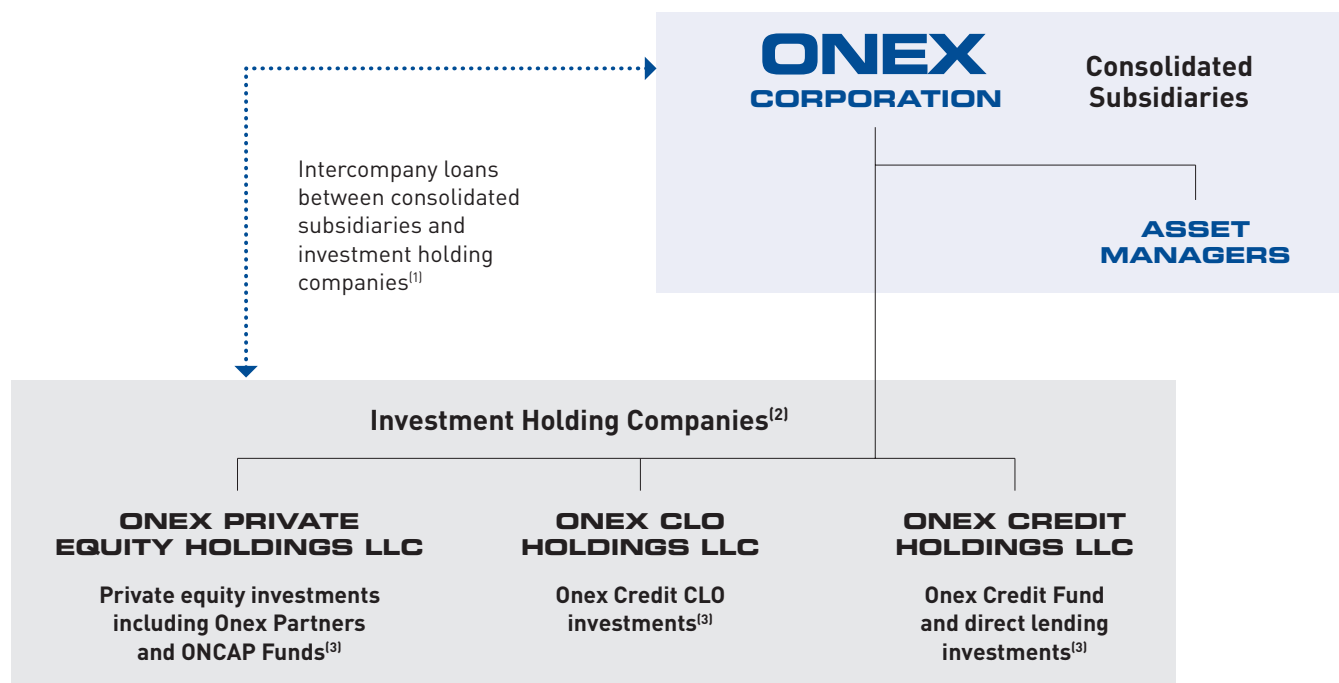 ONEX
CORPORATION
Consolidated
Subsidiaries
Intercompany loans
between consolidated
subsidiaries and
investment holding
companies(1)
ASSET
MANAGERS
Investment Holding Companies(2)
ONEX PRIVATE
EQUITY HOLDINGS LLC
Private equity investments
including Onex Partners
and ONCAP Funds(3)
ONEX CLO
HOLDINGS LLC
Onex Credit CLO
investments(3)
ONEX CREDIT
HOLDINGS LLC
Onex Credit Fund
and direct lending
investments(3)